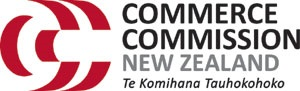 COMMERCE
COMMISSION
NEW ZEALAND
Te Komihana Tauhokohoko